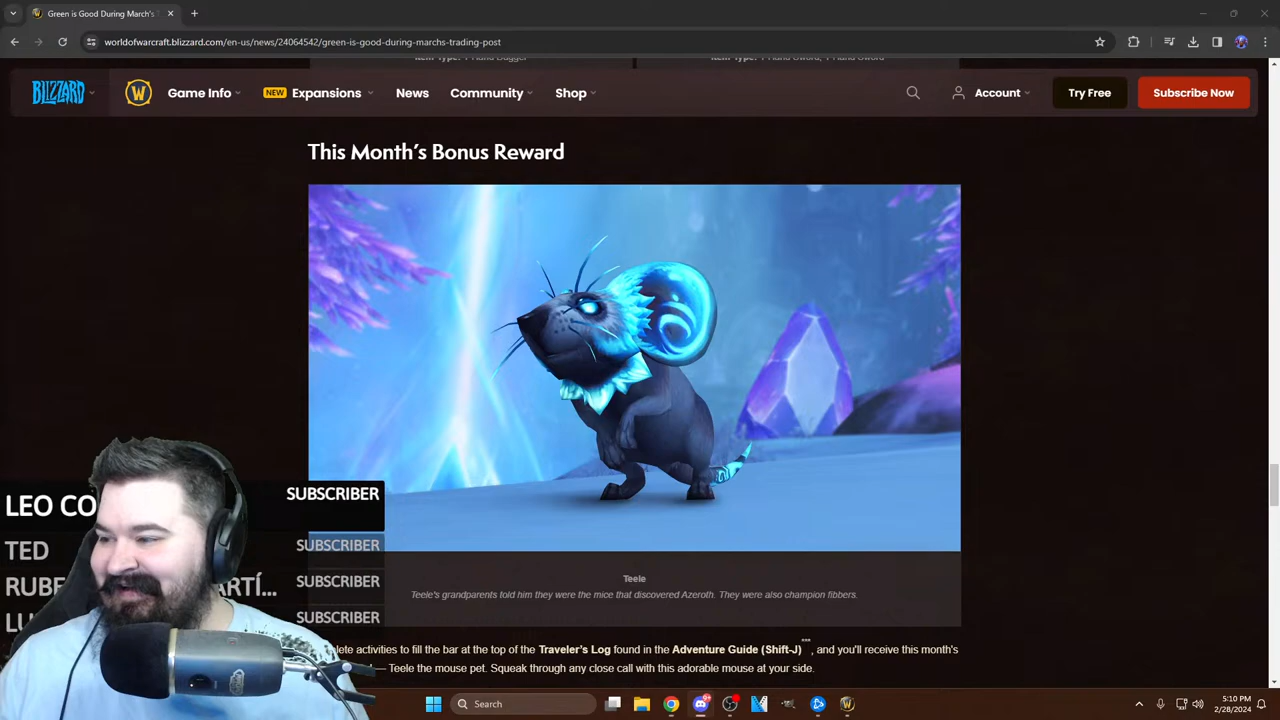 Green is Good During March's T
worldofwarcraft.blizzard.com/en-us/news/24064542/green-is-good-during-marchs-trading-post
BLIZZARD
W
Game Info
NEW Expansions
News
Community
Shop
Account
Try Free
Subscribe Now
This Month's Bonus Reward
LEO CO
SUBSCRIBER
TED
SUBSCRIBER
RUBE
ARTÍ...
SUBSCRIBER
LU
SUBSCRIBER
Teele
Teele's grandparents told him they were the mice that discovered Azeroth. They were also champion fibbers.
activities to fill the bar at the top of the Traveler's Log found in the Adventure Guide (Shift-J)***, and you'll receive this month's
— Teele the mouse pet. Squeak through any close call with this adorable mouse at your side.
Search
5:10 PM
2/28/2024